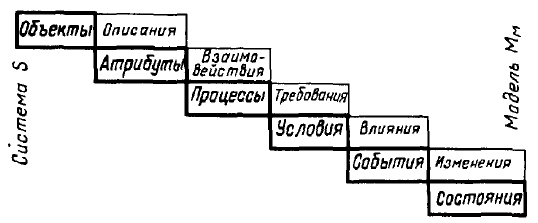 Объекты Описания
Атрибуты Взаимо-
действия
Процессы Требования
Условия Влияния
События Изменения
Состояния
Система S
Модель Mм